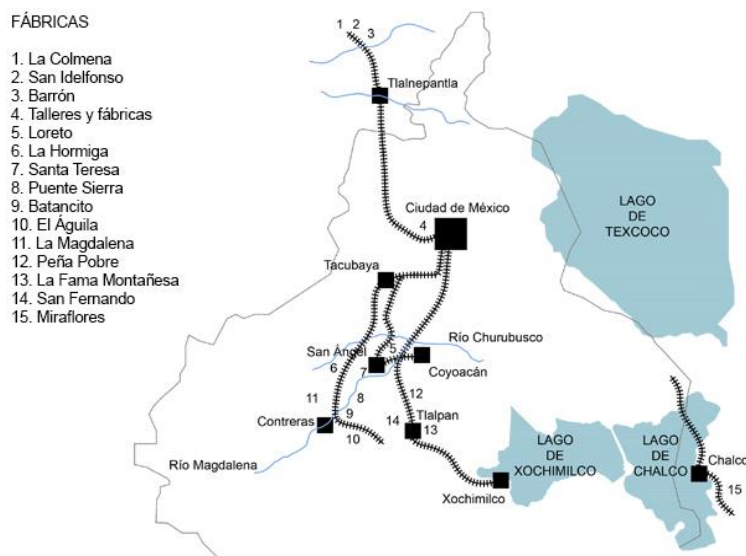 FÁBRICAS
1. La Colmena
2. San Idelfonso
3. Barrón
4. Talleres y fábricas
5. Loreto
6. La Hormiga
7. Santa Teresa
8. Puente Sierra
9. Batancito
10. El Águila
11. La Magdalena
12. Peña Pobre
13. La Fama Montañesa
14. San Fernando
15. Miraflores
1 2 3
Tlalnepantla
LAGO
DE
TEXCOCO
Ciudad de México
4
Tacubaya
Río Churubusco
San Ángel
5
6
7
Coyoacán
8
12
11
9
Contreras
10
14
Tlalpan
13
Río Magdalena
LAGO
DE
XOCHIMILCO
LAGO
DE
CHALCO
Chalco
15
Xochimilco